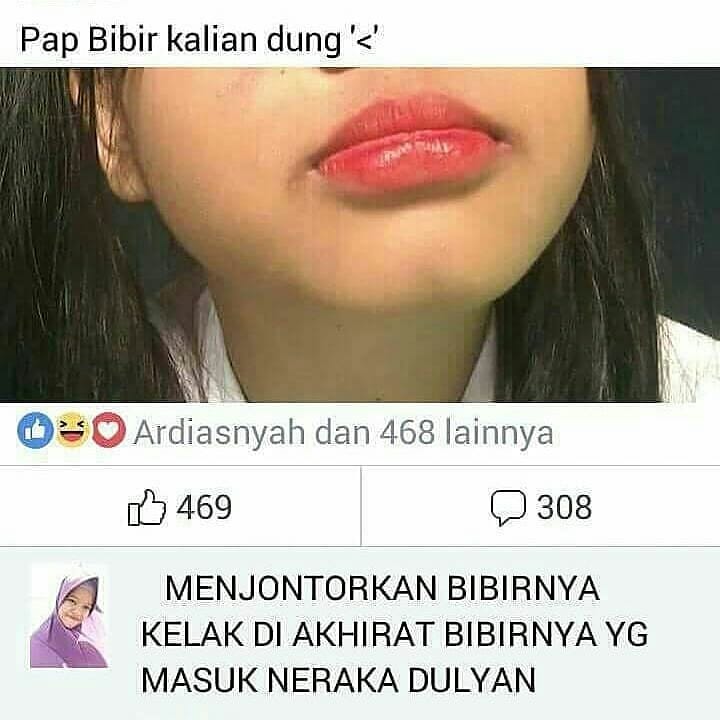 Pap Bibir kalian dung '<'
Ardiasnyah dan 468 lainnya
469
308
MENJONTORKAN BIBIRNYA
KELAK DI AKHIRAT BIBIRNYA YG
MASUK NERAKA DULYAN